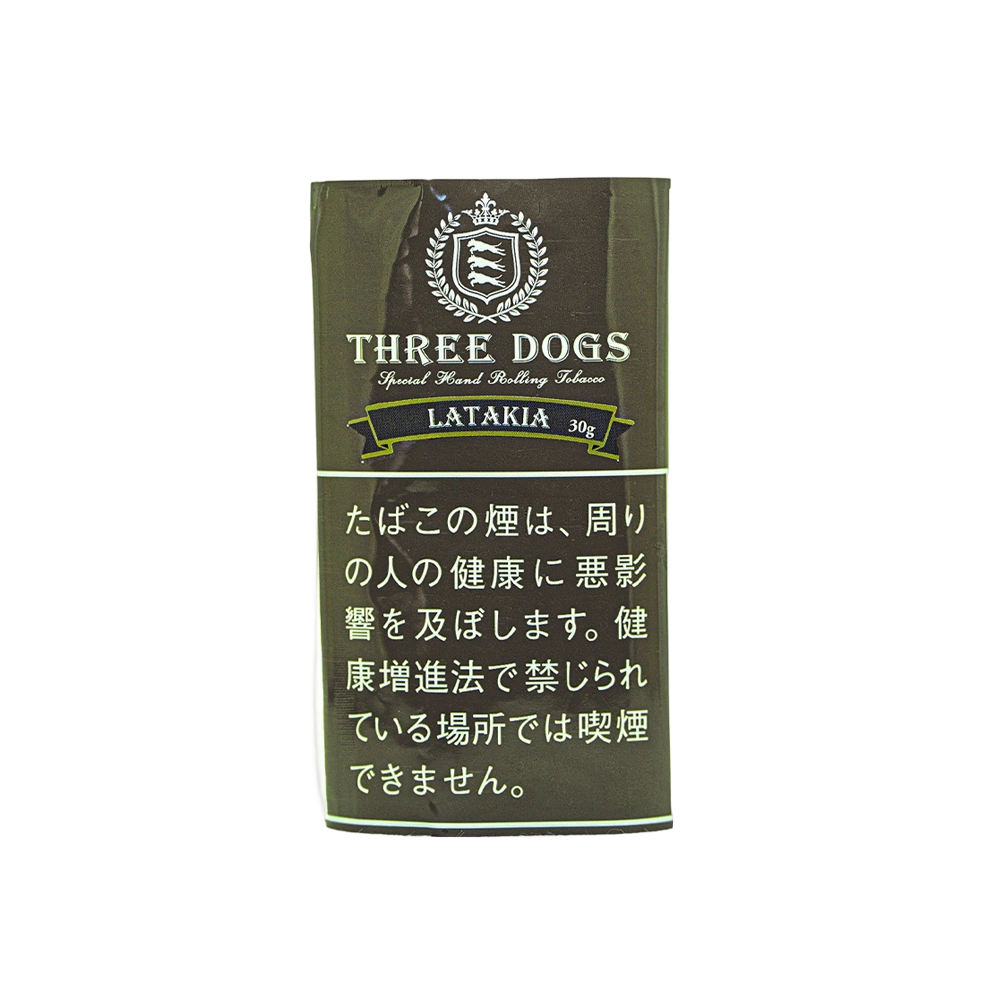 THREE DOGS
Special Hand Rolling Tobacco
LATAKIA 30g
たばこの煙は、周り
の人の健康に悪影
響を及ぼします。健
康増進法で禁じられ
ている場所では喫煙
できません。